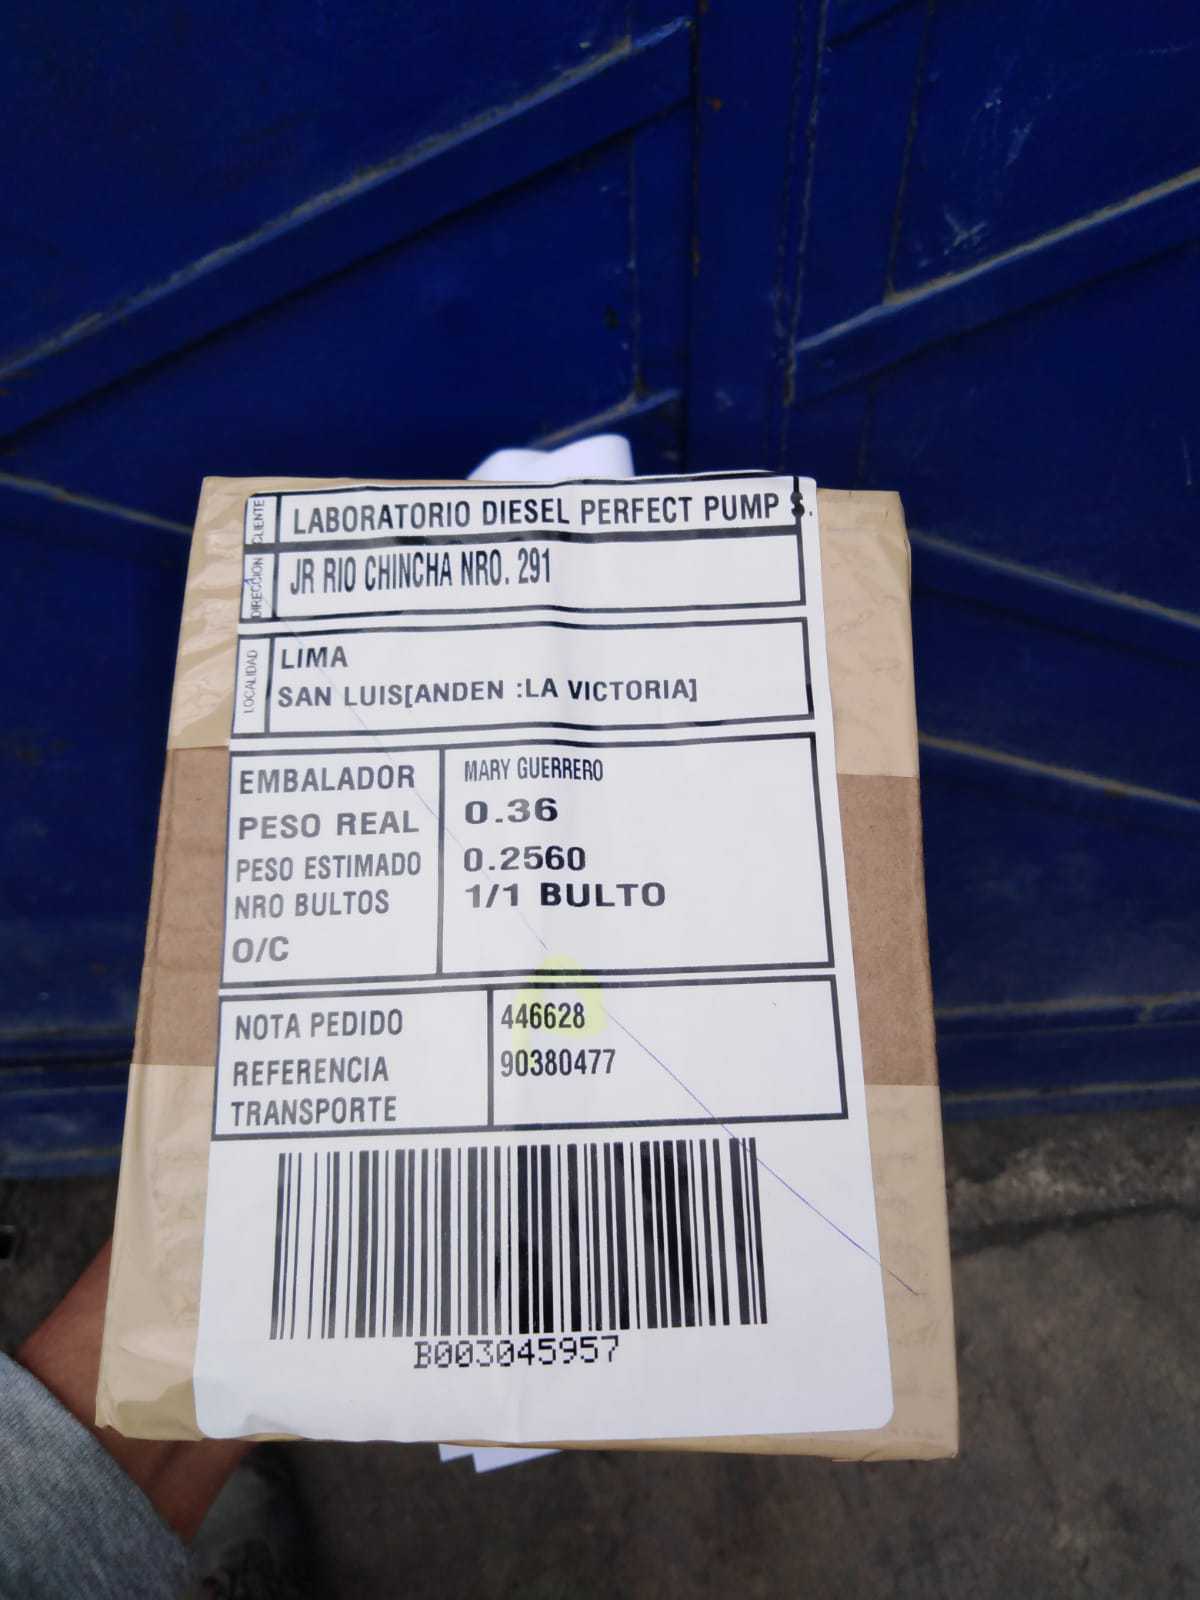 CLIENTE LABORATORIO DIESEL PERFECT PUMP S.
DIRECCION JR RIO CHINCHA NRO. 291
LOCALIDAD LIMA
SAN LUIS[ANDEN :LA VICTORIA]
EMBALADOR MARY GUERRERO
PESO REAL 0.36
PESO ESTIMADO 0.2560
NRO BULTOS 1/1 BULTO
O/C
NOTA PEDIDO 446628
REFERENCIA 90380477
TRANSPORTE
B003045957